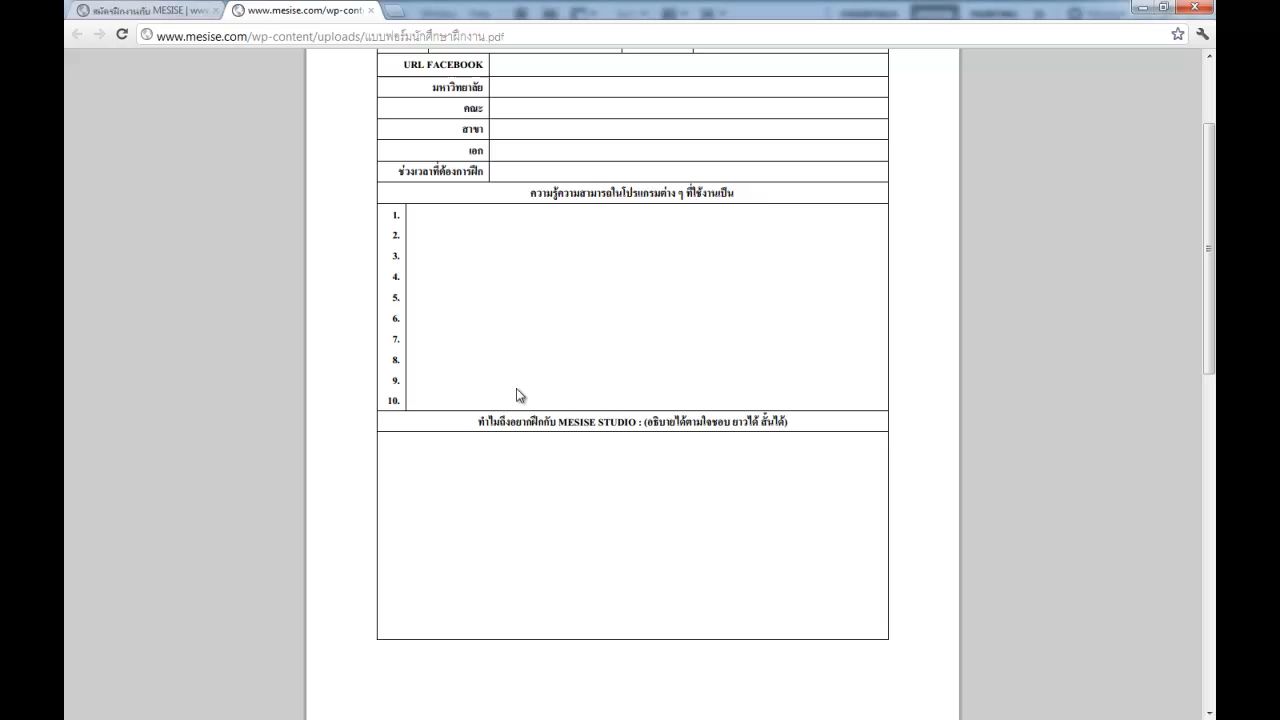 สมัครฝึกงานกับ MESISE | www.
www.mesise.com/wp-cont
www.mesise.com/wp-content/uploads/แบบฟอร์มนักศึกษาฝึกงาน.pdf
URL FACEBOOK
มหาวิทยาลัย
คณะ
สาขา
เอก
ช่วงเวลาที่ต้องการฝึก
ความรู้ความสามารถในโปรแกรมต่าง ๆ ที่ใช้งานเป็น
1.
2.
3.
4.
5.
6.
7.
8.
9.
10.
ทำไมถึงอยากฝึกกับ MESISE STUDIO : (อธิบายได้ตามใจชอบ ยาวได้ สั้นได้)